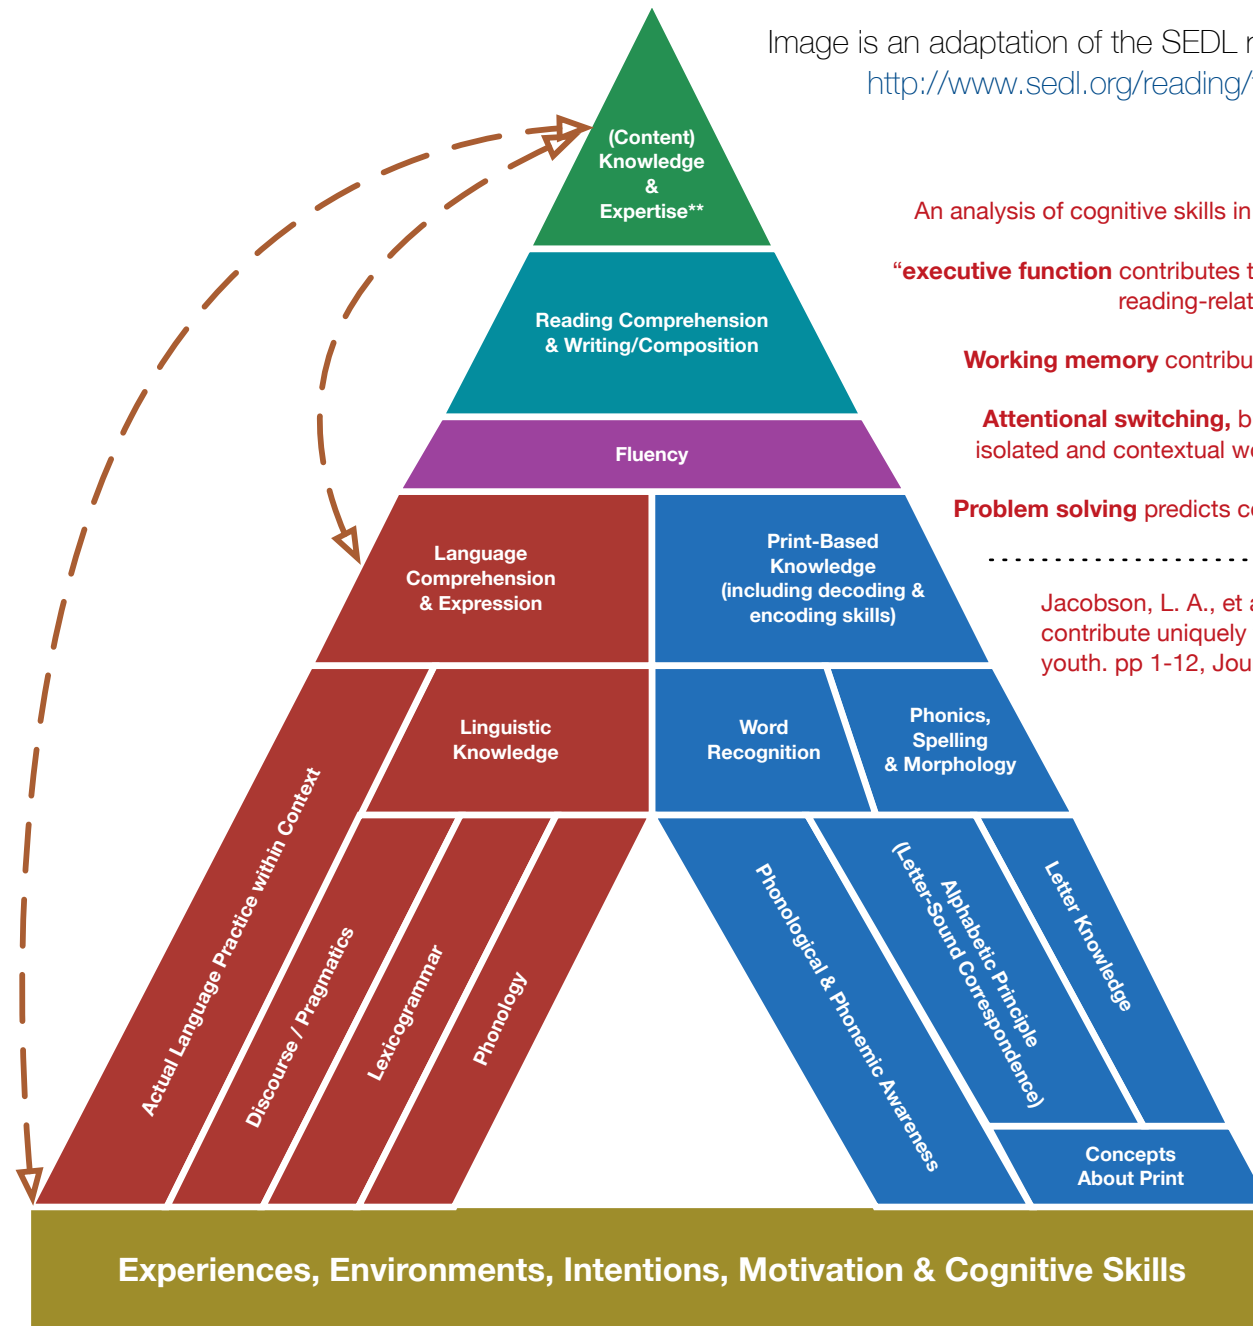 Image is an adaptation of the SEDL
http://www.sedl.org/reading/
(Content)
Knowledge
&
Expertise**
An analysis of cognitive skills in
“executive function contributes
reading-relat
Working memory contribu
Attentional switching, b
isolated and contextual w
Problem solving predicts c
Reading Comprehension
& Writing/Composition
Fluency
Language
Comprehension
& Expression
Print-Based
Knowledge
(including decoding &
encoding skills)
Jacobson, L. A., et a
contribute uniquely
youth. pp 1-12, Jou
Linguistic
Knowledge
Word
Recognition
Phonics,
Spelling
& Morphology
Actual Language Practice within Context
Discourse / Pragmatics
Lexicogrammar
Phonology
Phonological & Phonemic Awareness
Alphabetic Principle
(Letter-Sound Correspondence)
Letter Knowledge
Concepts
About Print
Experiences, Environments, Intentions, Motivation & Cognitive Skills